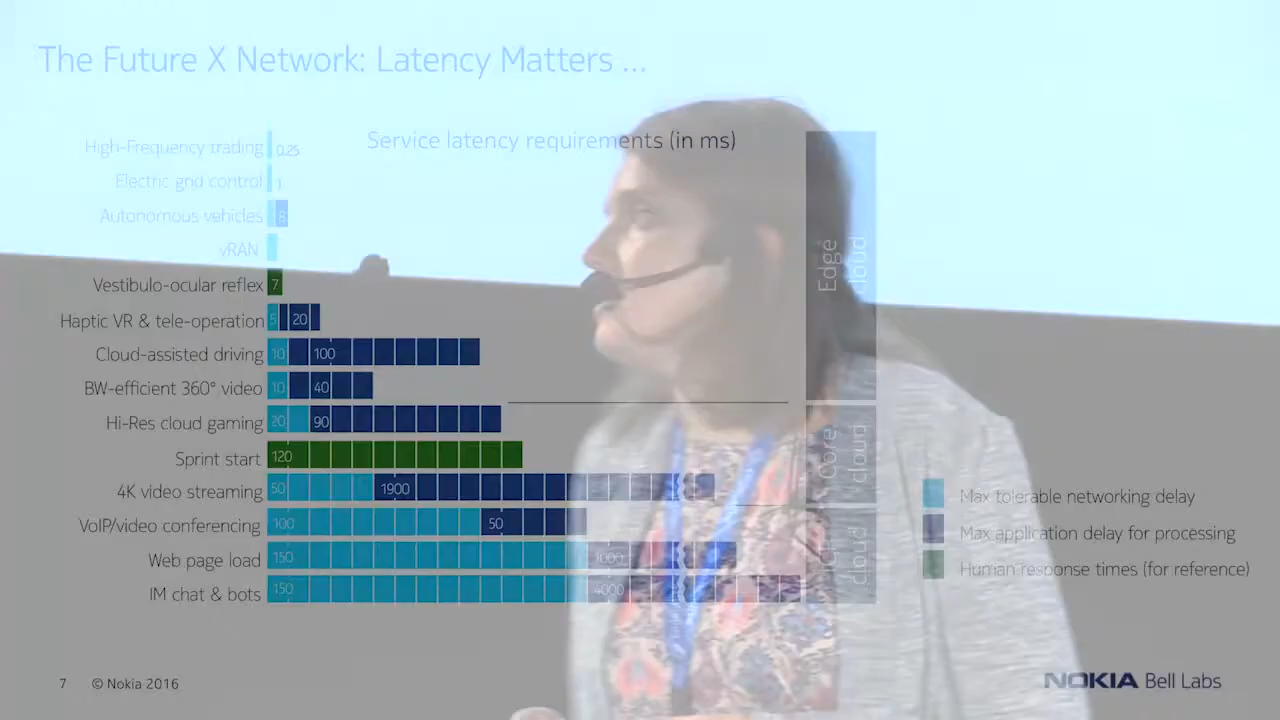 The Future X Network: Latency Matters ...
Service latency requirements (in ms)
High-Frequency trading 0.25
Electric grid control 1
Autonomous vehicles 8
vRAN
Vestibulo-ocular reflex 7
Haptic VR & tele-operation 5 20
Cloud-assisted driving 10 100
BW-efficient 360° video 10 40
Hi-Res cloud gaming 20 90
Sprint start 120
4K video streaming 50 1900
VoIP/video conferencing 100 50
Web page load 150 1000
IM chat & bots 150 4000
Edge
cloud
Core
cloud
cloud
Max tolerable networking delay
Max application delay for processing
Human response times (for reference)
7 © Nokia 2016
NOKIA Bell Labs